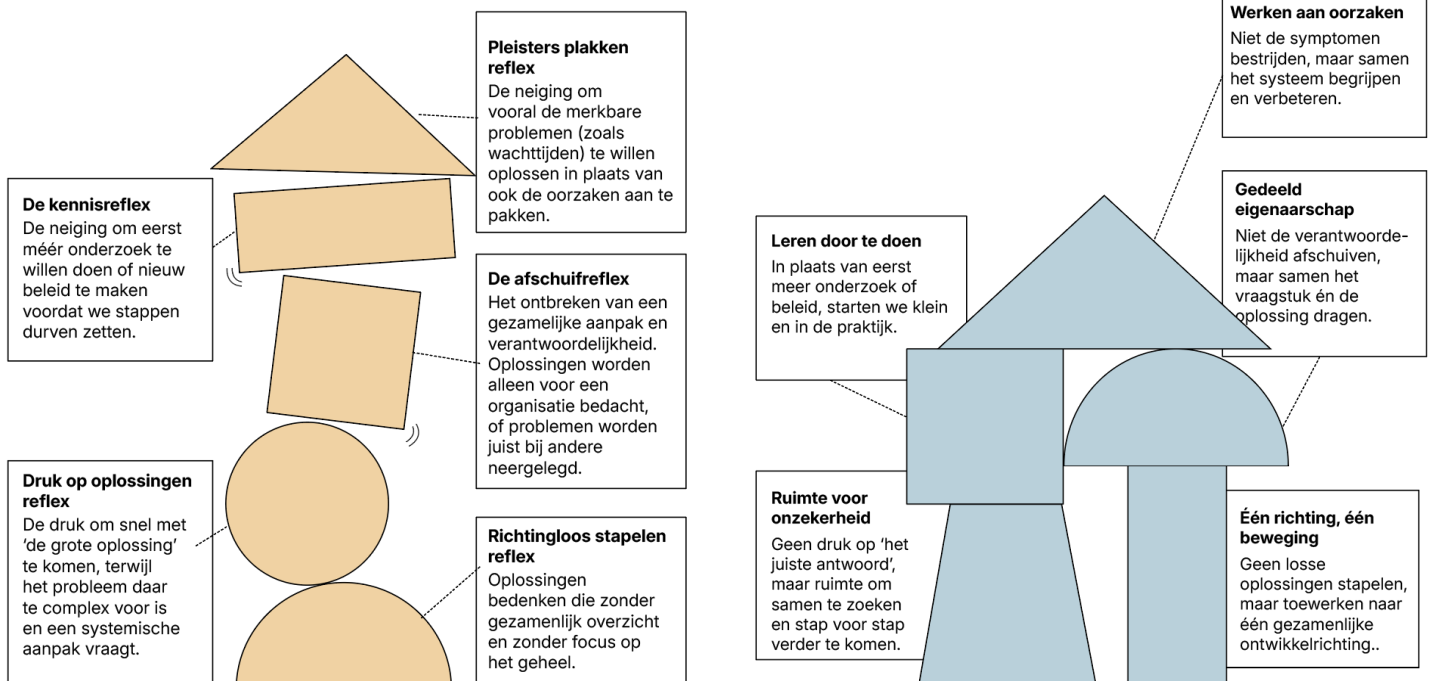 Pleisters plakken
reflex
De neiging om
vooral de merkbare
problemen (zoals
wachttijden) te willen
oplossen in plaats van
ook de oorzaken aan te
pakken.
De kennisreflex
De neiging om eerst
méér onderzoek te
willen doen of nieuw
beleid te maken
voordat we stappen
durven zetten.
De afschuifreflex
Het ontbreken van een
gezamelijke aanpak en
verantwoordelijkheid.
Oplossingen worden
alleen voor een
organisatie bedacht,
of problemen worden
juist bij andere
neergelegd.
Druk op oplossingen
reflex
De druk om snel met
‘de grote oplossing’
te komen, terwijl
het probleem daar
te complex voor is
en een systemische
aanpak vraagt.
Richtingloos stapelen
reflex
Oplossingen
bedenken die zonder
gezamenlijk overzicht
en zonder focus op
het geheel.
Werken aan oorzaken
Niet de symptomen
bestrijden, maar samen
het systeem begrijpen
en verbeteren.
Gedeeld
eigenaarschap
Niet de verantwoorde-
lijkheid afschuiven,
maar samen het
vraagstuk én de
oplossing dragen.
Leren door te doen
In plaats van eerst
meer onderzoek of
beleid, starten we klein
en in de praktijk.
Ruimte voor
onzekerheid
Geen druk op ‘het
juiste antwoord’,
maar ruimte om
samen te zoeken
en stap voor stap
verder te komen.
Één richting, één
beweging
Geen losse
oplossingen stapelen,
maar toewerken naar
één gezamenlijke
ontwikkelrichting..